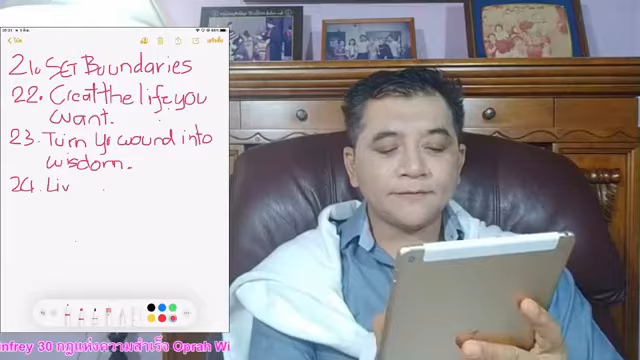 21. SET Boundaries
22. Creat the life you
want.
23. Turn Yr wound into
wisdom.
24. Liv
nfrey 30 กฎแห่งความสำเร็จ Oprah Wi